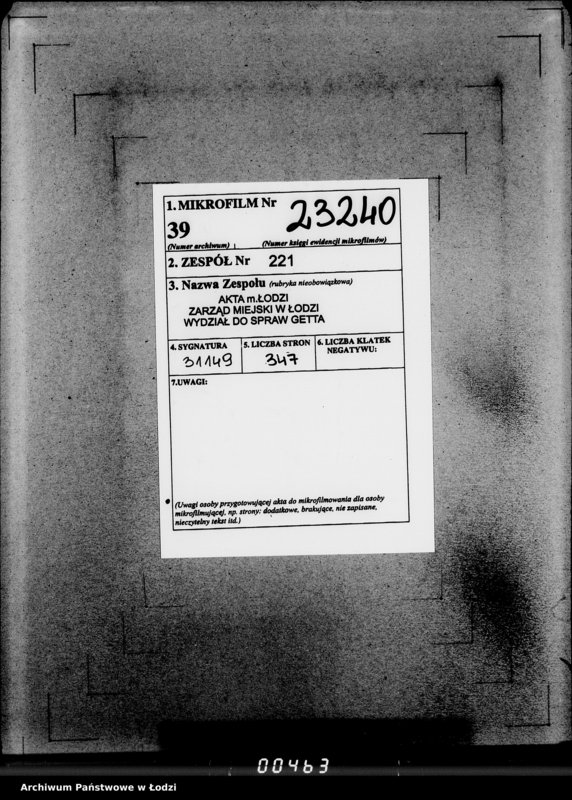 1. MIKROFILM Nr 23240
39
(Numer archiwum) (Numer księgi ewidencji mikrofilmów)
2. ZESPÓŁ Nr 221
3. Nazwa Zespołu (rubryka nieobowiązkowa)
AKTA m.ŁODZI
ZARZĄD MIEJSKI W ŁODZI
WYDZIAŁ DO SPRAW GETTA
4. SYGNATURA 5. LICZBA STRON 6. LICZBA KLATEK
NEGATYWU:
31149 347
7.UWAGI:
(Uwagi osoby przygotowującej akta do mikrofilmowania dla osoby
mikrofilmującej, np. strony: dodatkowe, brakujące, nie zapisane,
nieczytelny tekst itd.)
00463
Archiwum Państwowe w Łodzi